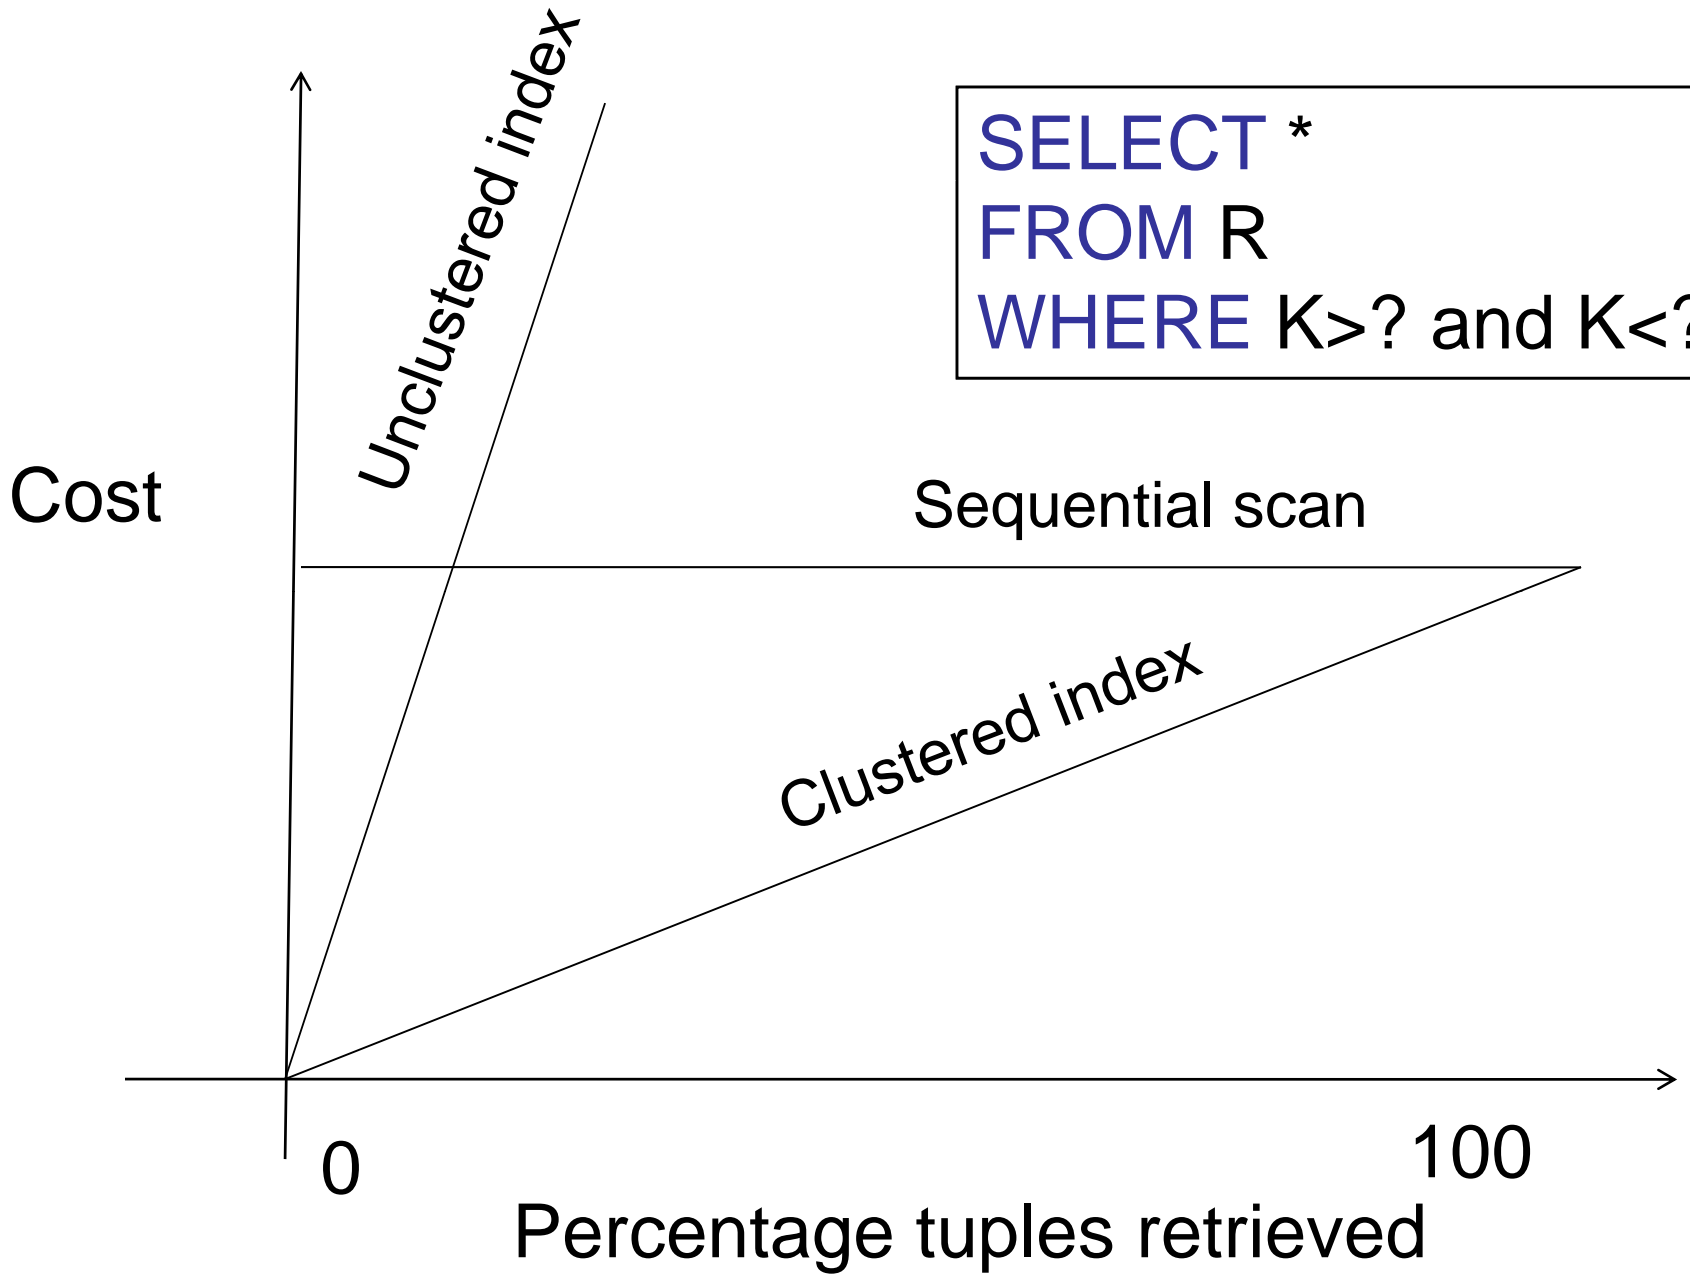 Unclustered index
SELECT *
FROM R
WHERE K>? and K<?
Cost
Sequential scan
Clustered index
0
100
Percentage tuples retrieved